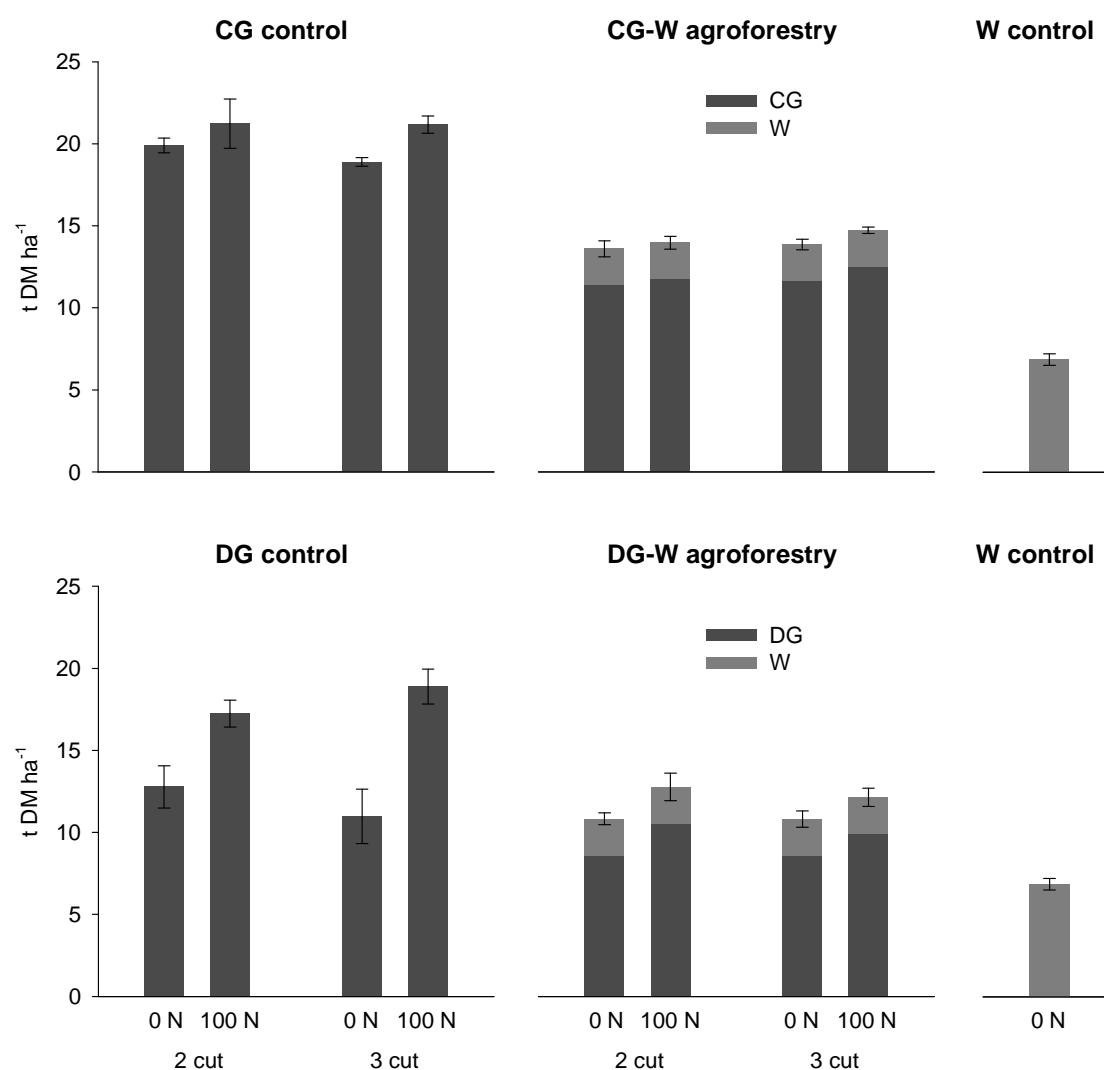 CG control CG-W agroforestry W control
25
20
15
10
5
0
t DM ha-1
CG
W
DG control DG-W agroforestry W control
25
20
15
10
5
0
t DM ha-1
DG
W
0 N 100 N 0 N 100 N 0 N 100 N 0 N 100 N 0 N
2 cut 3 cut 2 cut 3 cut